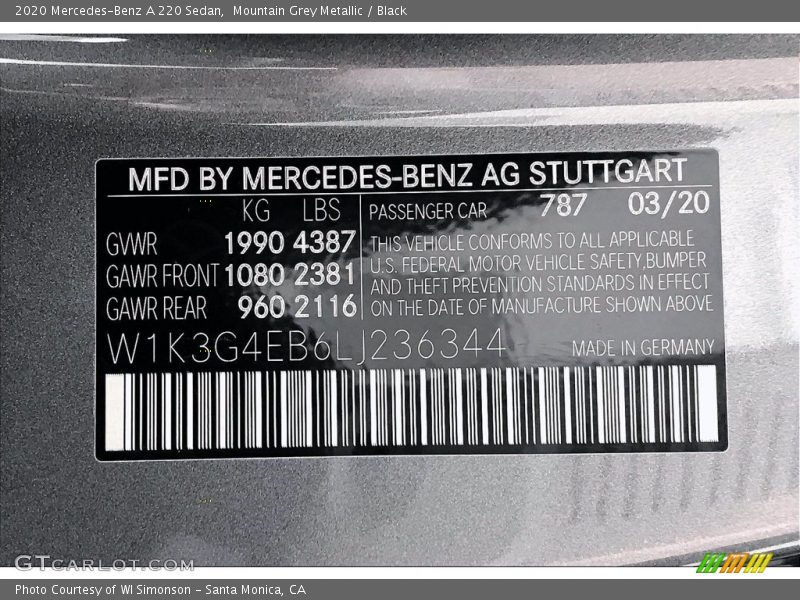 2020 Mercedes-Benz A 220 Sedan, Mountain Grey Metallic / Black
MFD BY MERCEDES-BENZ AG STUTTGART
KG LBS PASSENGER CAR 787 03/20
GVWR 1990 4387
GAWR FRONT 1080 2381
GAWR REAR 960 2116
THIS VEHICLE CONFORMS TO ALL APPLICABLE
U.S. FEDERAL MOTOR VEHICLE SAFETY,BUMPER
AND THEFT PREVENTION STANDARDS IN EFFECT
ON THE DATE OF MANUFACTURE SHOWN ABOVE
W1K3G4EB6LJ236344 MADE IN GERMANY
GTCARLOT.COM
Photo Courtesy of WI Simonson - Santa Monica, CA